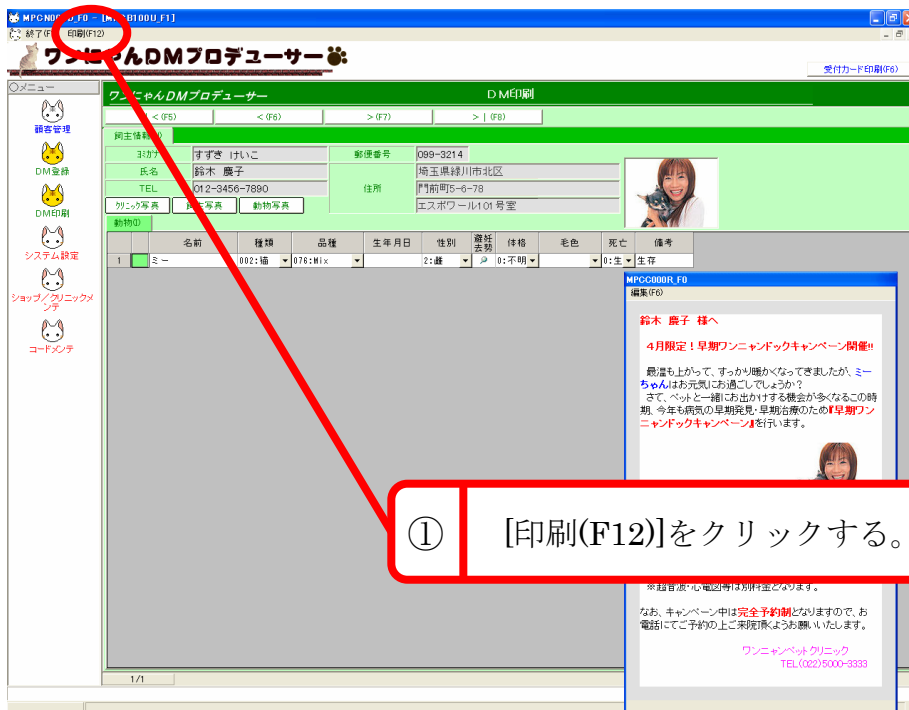 MPCN000U_F0 - [MPCB100U_F1]
終了(F 印刷(F12)
ワンにゃんDMプロデューサー
受付カード印刷(F6)
メニュー
顧客管理
DM登録
DM印刷
システム設定
ショップ/クリニックメンテ
コードメンテ
ワンにゃんDMプロデューサー DM印刷
< (F5) < (F6) > (F7) > | (F8)
飼主情報
ヨミガナ すずき けいこ 郵便番号 099-3214
氏名 鈴木 慶子 埼玉県緑川市北区
TEL 012-3456-7890 住所 門前町5-6-78
クリニック写真 飼主写真 動物写真 エスポワール101号室
動物(I)
名前 種類 品種 生年月日 性別 避妊去勢 体格 毛色 死亡 備考
1 ミー 002:猫 076:Mix 2:雌 0:不明 0:生 生存
MPCC000R_F0
編集(F6)
鈴木 慶子 様へ
4月限定!早期ワンニャンドックキャンペーン開催!!
最温も上がって、すっかり暖かくなってきましたが、ミー
ちゃんはお元気にお過ごしでしょうか?
さて、ペットと一緒にお出かけする機会が多くなるこの時
期、今年も病気の早期発見・早期治療のため『早期ワン
ニャンドックキャンペーン』を行います。
① [印刷(F12)]をクリックする。
※超音波・心電図等は別料金となります。
なお、キャンペーン中は完全予約制となりますので、お
電話にてご予約の上ご来院頂くようお願いいたします。
ワンニャンペットクリニック
TEL(022)5000-3333
1/1